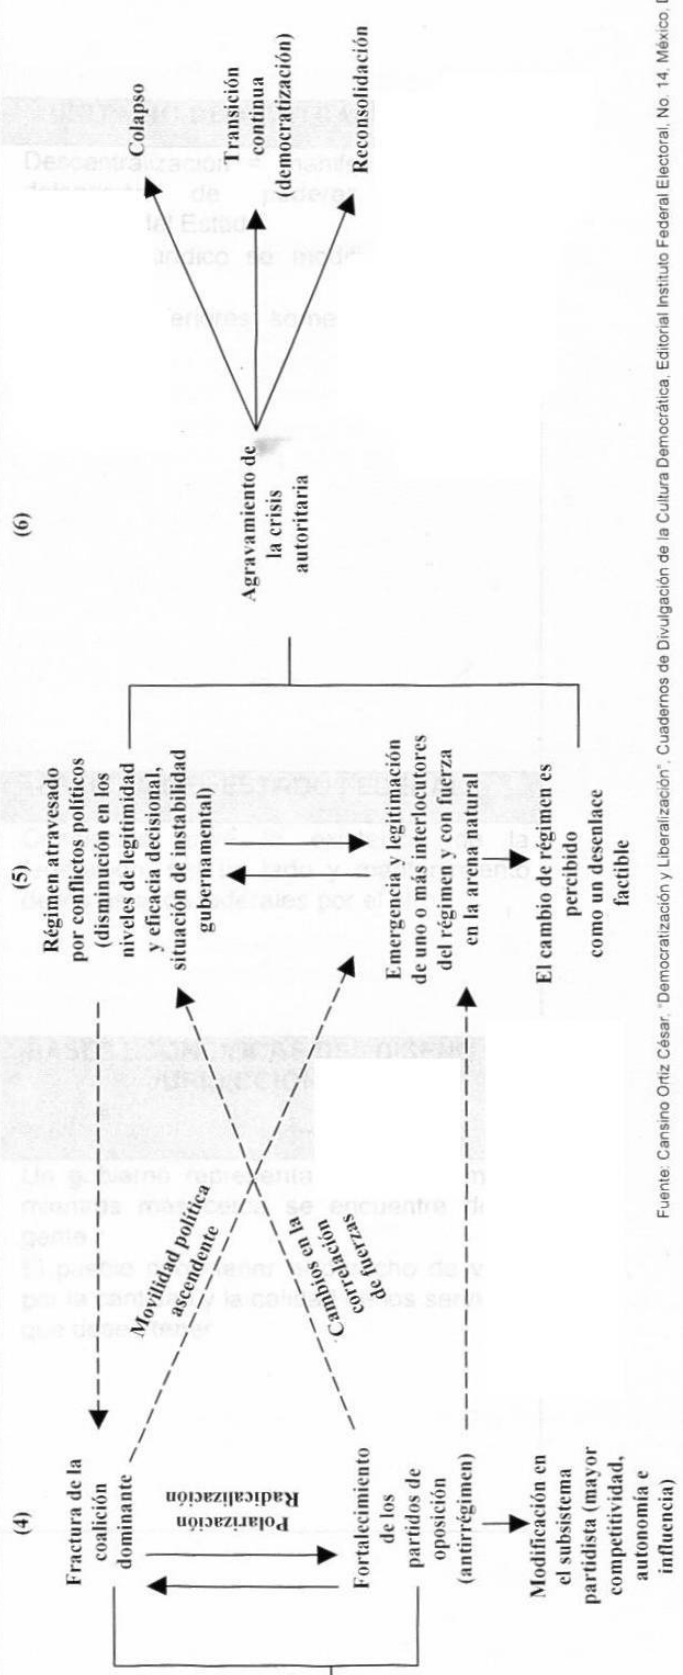 (4)
Fractura de la
coalición
dominante
Polarización
Radicalización
Fortalecimiento
de los
partidos de
oposición
(antirrégimen)
Modificación en
el subsistema
partidista (mayor
competitividad,
autonomía e
influencia)
Movilidad política
ascendente
Cambios en la
correlación
de fuerzas
(5)
Régimen atravesado
por conflictos políticos
(disminución en los
niveles de legitimidad
y eficacia decisional,
situación de instabilidad
gubernamental)
Emergencia y legitimación
de uno o más interlocutores
del régimen y con fuerza
en la arena natural
El cambio de régimen es
percibido
como un desenlace
factible
(6)
Agravamiento de
la crisis
autoritaria
Colapso
Transición
continua
(democratización)
Reconsolidación
Fuente: Cansino Ortiz César. "Democratización y Liberalización". Cuadernos de Divulgación de la Cultura Democrática, Editorial Instituto Federal Electoral, No. 14, México,